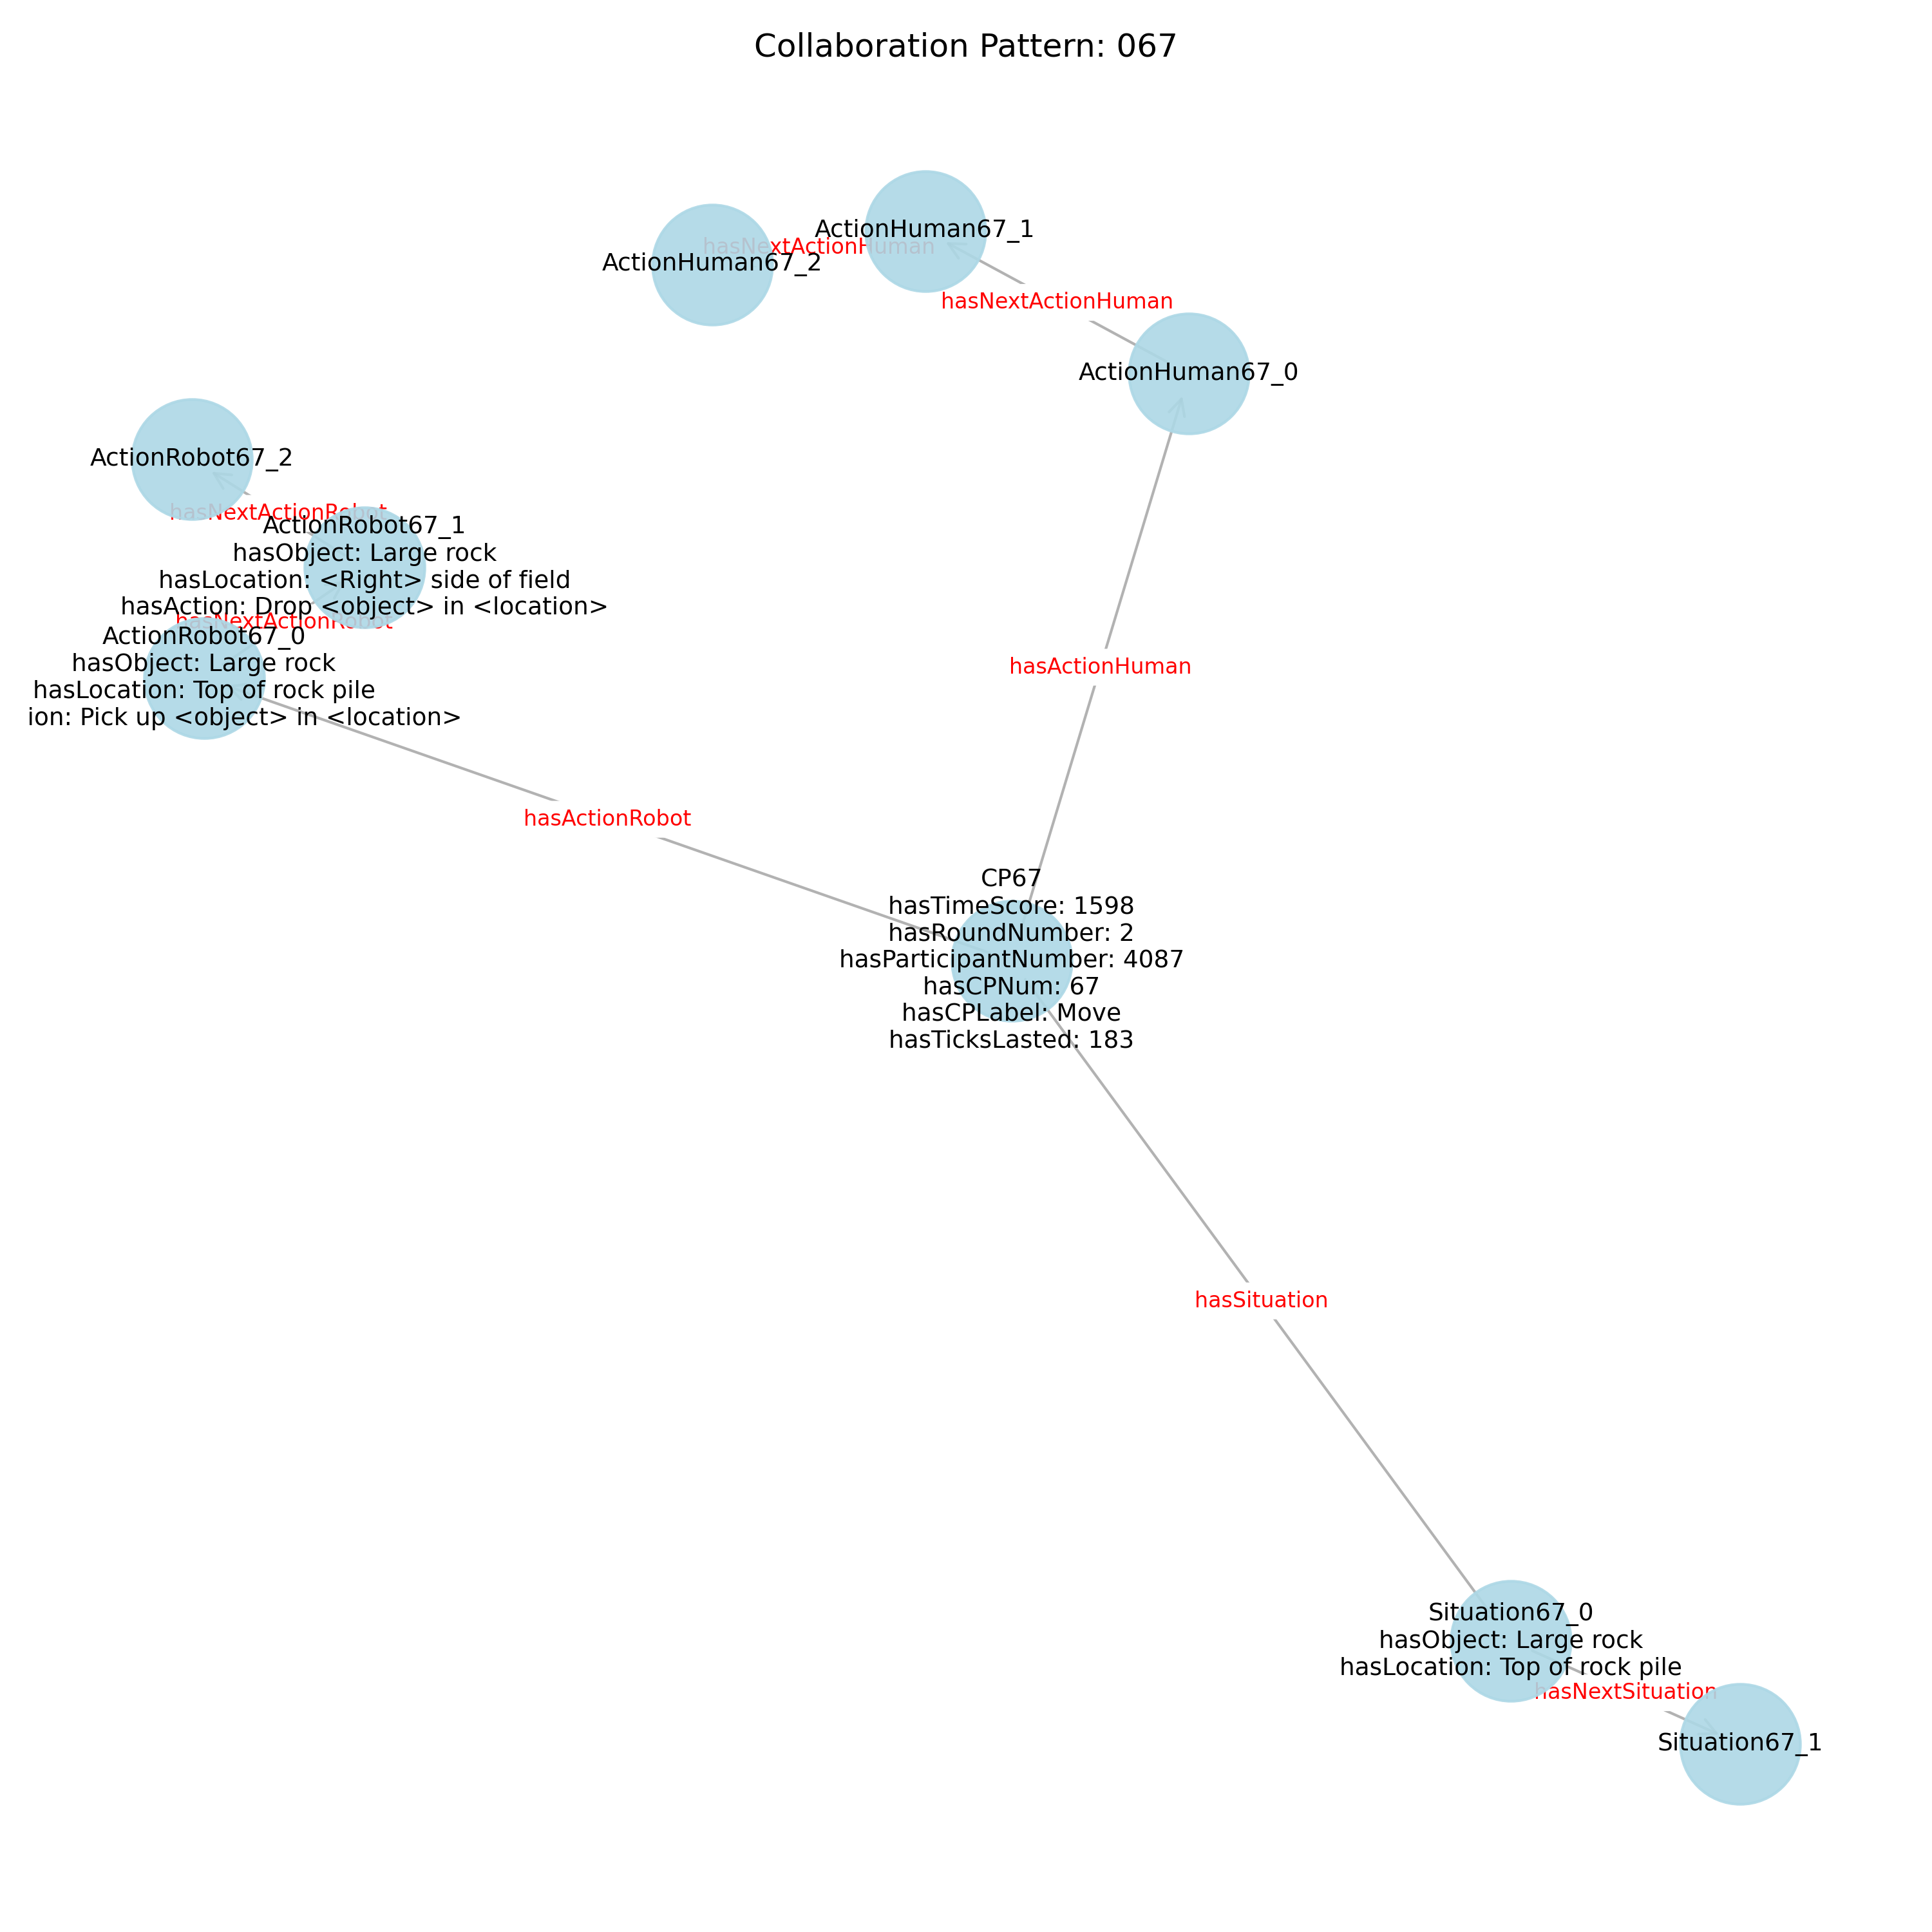 Collaboration Pattern: 067
ActionHuman67_1
hasNextActionHuman
ActionHuman67_2
hasNextActionHuman
ActionHuman67_0
ActionRobot67_2
hasNextActionRobot
ActionRobot67_1
hasObject: Large rock
hasLocation: <Right> side of field
hasAction: Drop <object> in <location>
hasNextActionRobot
ActionRobot67_0
hasObject: Large rock
hasLocation: Top of rock pile
ion: Pick up <object> in <location>
hasActionHuman
hasActionRobot
CP67
hasTimeScore: 1598
hasRoundNumber: 2
hasParticipantNumber: 4087
hasCPNum: 67
hasCPLabel: Move
hasTicksLasted: 183
hasSituation
Situation67_0
hasObject: Large rock
hasLocation: Top of rock pile
hasNextSituation
Situation67_1